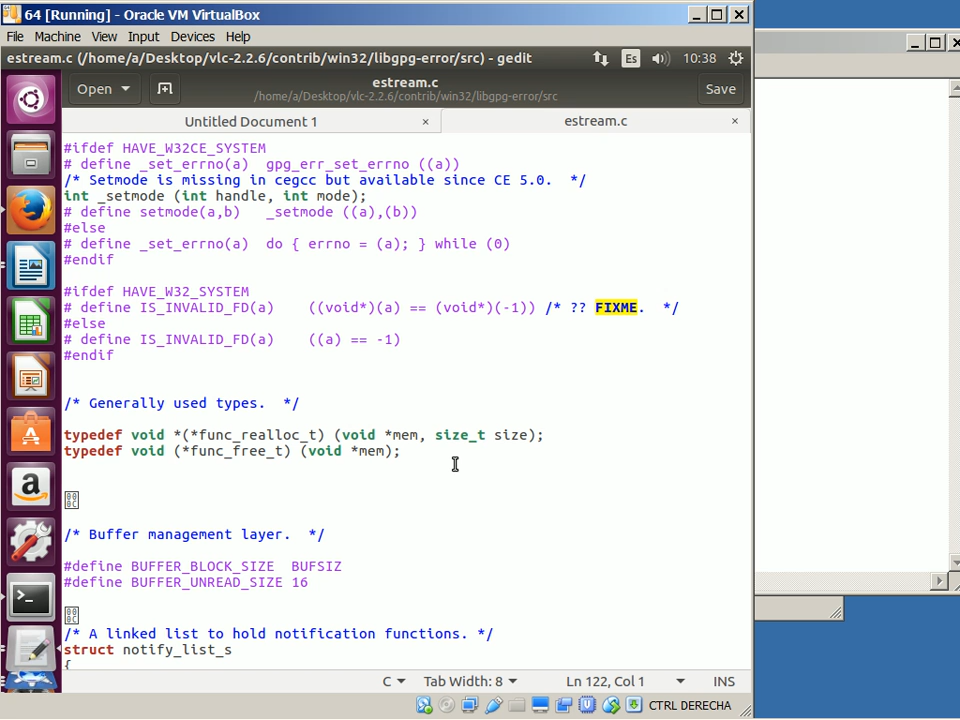 64 [Running] - Oracle VM VirtualBox
File Machine View Input Devices Help
estream.c (/home/a/Desktop/vlc-2.2.6/contrib/win32/libgpg-error/src) - gedit
Es
10:38
Open
estream.c
/home/a/Desktop/vlc-2.2.6/contrib/win32/libgpg-error/src
Save
Untitled Document 1 ×
estream.c ×
#ifdef HAVE_W32CE_SYSTEM
# define _set_errno(a)  gpg_err_set_errno ((a))
/* Setmode is missing in cegcc but available since CE 5.0.  */
int _setmode (int handle, int mode);
# define setmode(a,b)   _setmode ((a),(b))
#else
# define _set_errno(a)  do { errno = (a); } while (0)
#endif
#ifdef HAVE_W32_SYSTEM
# define IS_INVALID_FD(a)    ((void*)(a) == (void*)(-1)) /* ?? FIXME.  */
#else
# define IS_INVALID_FD(a)    ((a) == -1)
#endif
/* Generally used types.  */
typedef void *(*func_realloc_t) (void *mem, size_t size);
typedef void (*func_free_t) (void *mem);
00
0C
/* Buffer management layer.  */
#define BUFFER_BLOCK_SIZE  BUFSIZ
#define BUFFER_UNREAD_SIZE 16
00
0C
/* A linked list to hold notification functions. */
struct notify_list_s
{
C Tab Width: 8 Ln 122, Col 1 INS
CTRL DERECHA